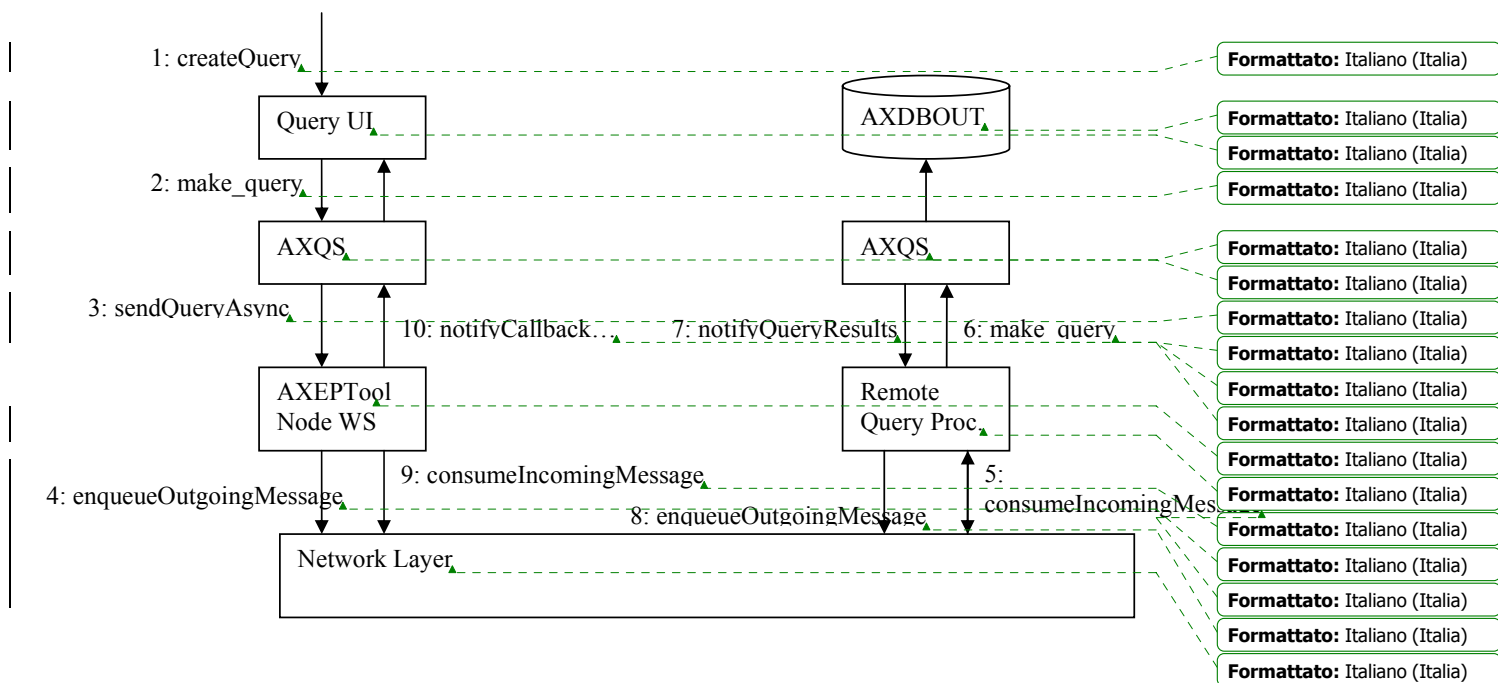 1: createQuery
Formattato: Italiano (Italia)
Query UI
AXDBOUT
Formattato: Italiano (Italia)
Formattato: Italiano (Italia)
2: make_query
Formattato: Italiano (Italia)
AXQS
AXQS
Formattato: Italiano (Italia)
Formattato: Italiano (Italia)
3: sendQueryAsync
Formattato: Italiano (Italia)
10: notifyCallback…
7: notifyQueryResults
6: make_query
Formattato: Italiano (Italia)
Formattato: Italiano (Italia)
AXEPTool
Node WS
Remote
Query Proc.
Formattato: Italiano (Italia)
Formattato: Italiano (Italia)
9: consumeIncomingMessage
5:
consumeIncomingMessage
Formattato: Italiano (Italia)
4: enqueueOutgoingMessage
8: enqueueOutgoingMessage
Formattato: Italiano (Italia)
Network Layer
Formattato: Italiano (Italia)
Formattato: Italiano (Italia)
Formattato: Italiano (Italia)
Formattato: Italiano (Italia)